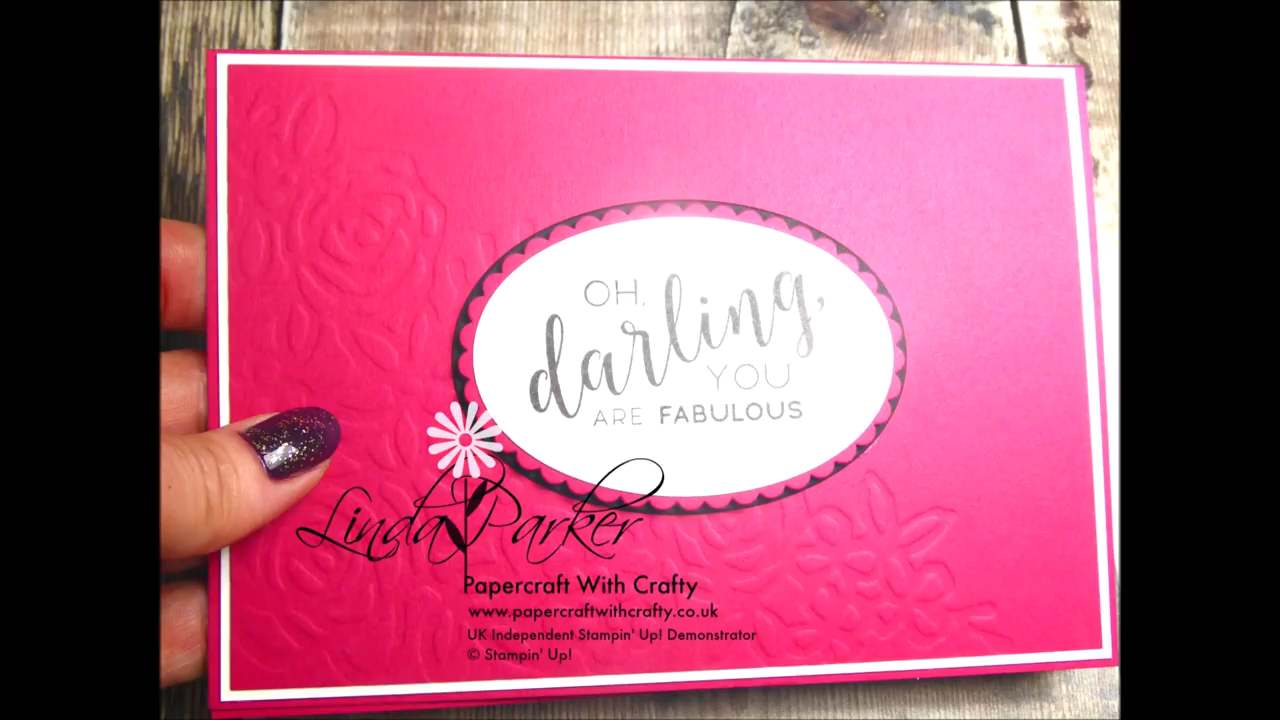 OH,
darling,
YOU
ARE FABULOUS
Linda Parker
Papercraft With Crafty
www.papercraftwithcrafty.co.uk
UK Independent Stampin' Up! Demonstrator
© Stampin' Up!